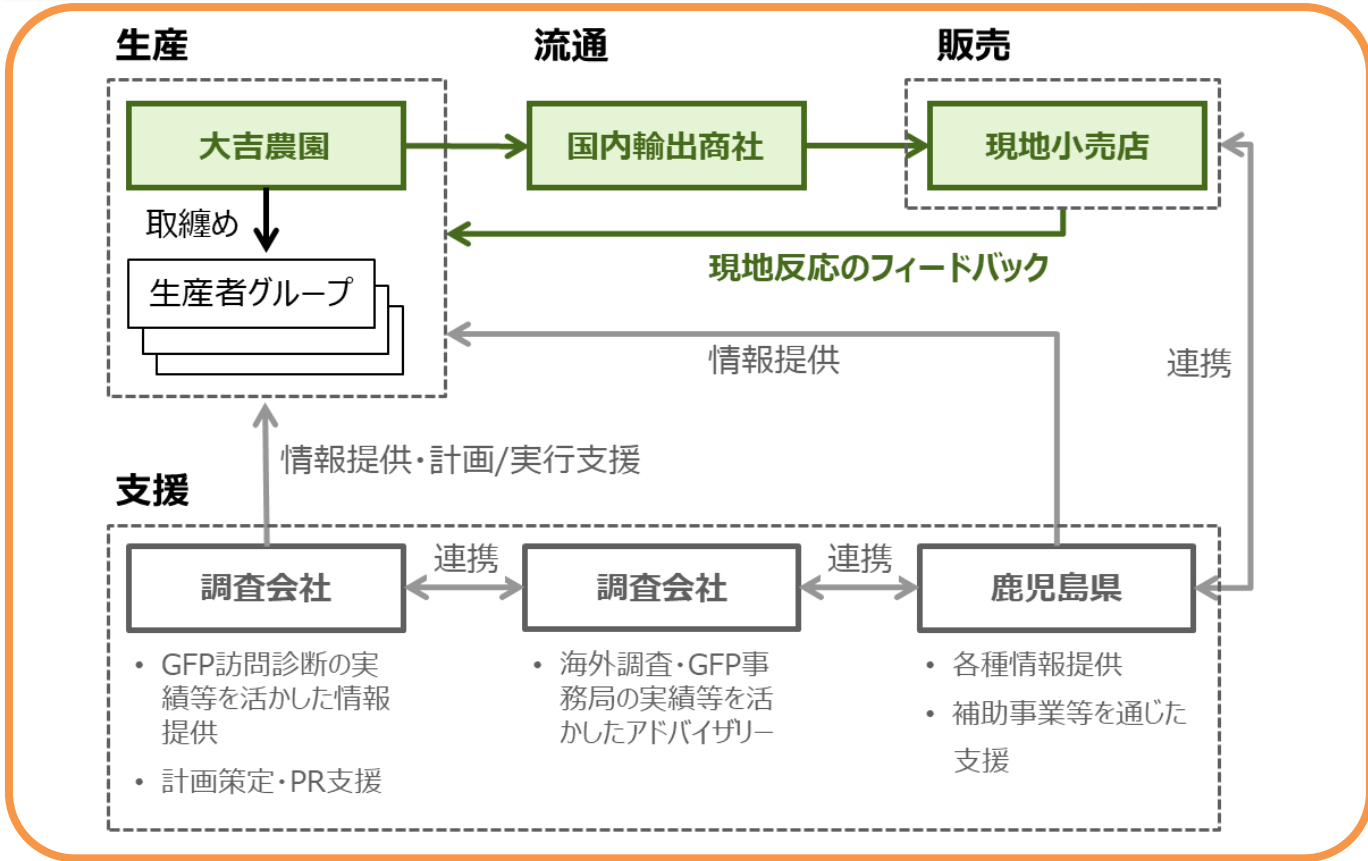 生産
流通
販売
大吉農園
国内輸出商社
現地小売店
取纏め
生産者グループ
現地反応のフィードバック
情報提供
連携
情報提供・計画/実行支援
支援
調査会社
連携
調査会社
連携
鹿児島県
• GFP訪問診断の実
績等を活かした情報
提供
• 計画策定・PR支援
• 海外調査・GFP事
務局の実績等を活
かしたアドバイザリー
• 各種情報提供
• 補助事業等を通じた
支援